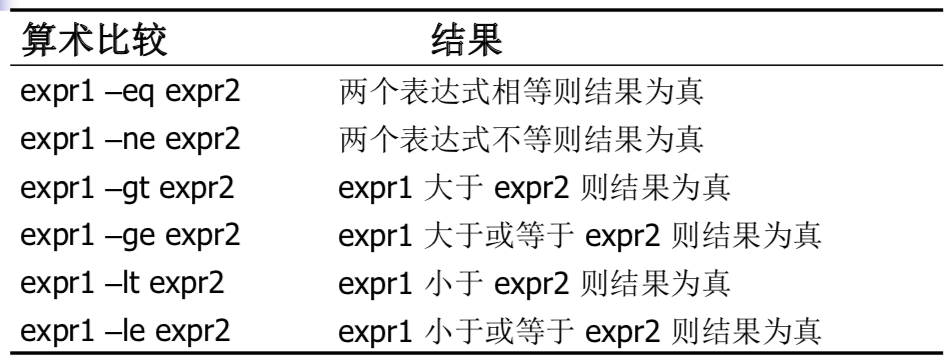 算术比较 结果
expr1 –eq expr2 两个表达式相等则结果为真
expr1 –ne expr2 两个表达式不等则结果为真
expr1 –gt expr2 expr1 大于 expr2 则结果为真
expr1 –ge expr2 expr1 大于或等于 expr2 则结果为真
expr1 –lt expr2 expr1 小于 expr2 则结果为真
expr1 –le expr2 expr1 小于或等于 expr2 则结果为真